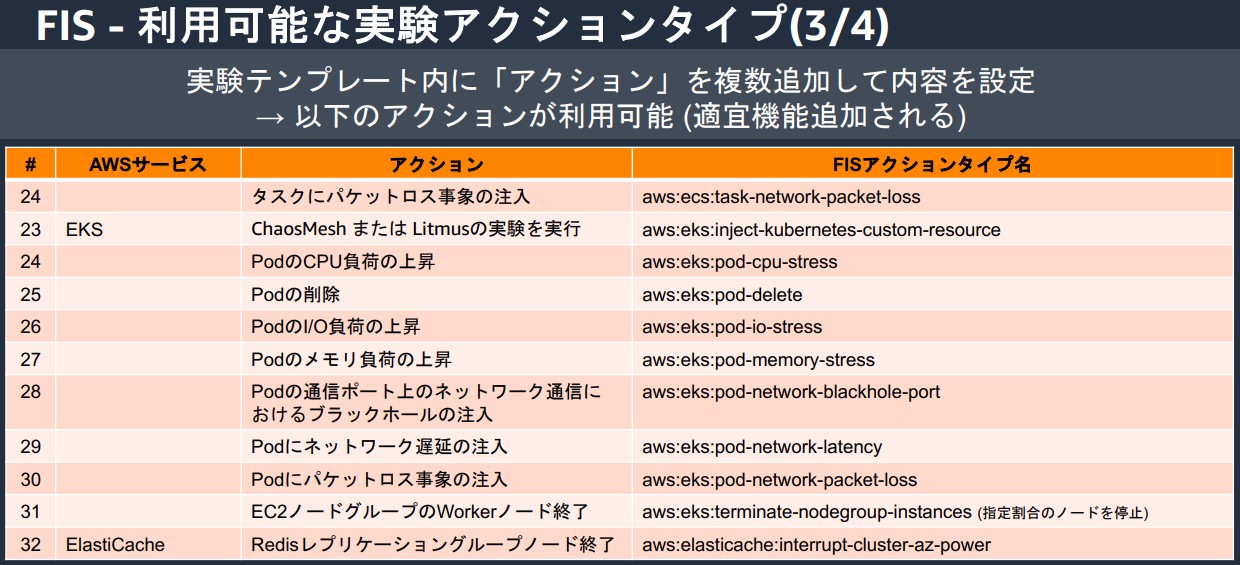 FIS - 利用可能な実験アクションタイプ(3/4)
実験テンプレート内に「アクション」を複数追加して内容を設定
→ 以下のアクションが利用可能 (適宜機能追加される)
# AWSサービス アクション FISアクションタイプ名
24 タスクにパケットロス事象の注入 aws:ecs:task-network-packet-loss
23 EKS ChaosMesh または Litmusの実験を実行 aws:eks:inject-kubernetes-custom-resource
24 PodのCPU負荷の上昇 aws:eks:pod-cpu-stress
25 Podの削除 aws:eks:pod-delete
26 PodのI/O負荷の上昇 aws:eks:pod-io-stress
27 Podのメモリ負荷の上昇 aws:eks:pod-memory-stress
28 Podの通信ポート上のネットワーク通信に aws:eks:pod-network-blackhole-port
おけるブラックホールの注入
29 Podにネットワーク遅延の注入 aws:eks:pod-network-latency
30 Podにパケットロス事象の注入 aws:eks:pod-network-packet-loss
31 EC2ノードグループのWorkerノード終了 aws:eks:terminate-nodegroup-instances (指定割合のノードを停止)
32 ElastiCache Redisレプリケーショングループノード終了 aws:elasticache:interrupt-cluster-az-power